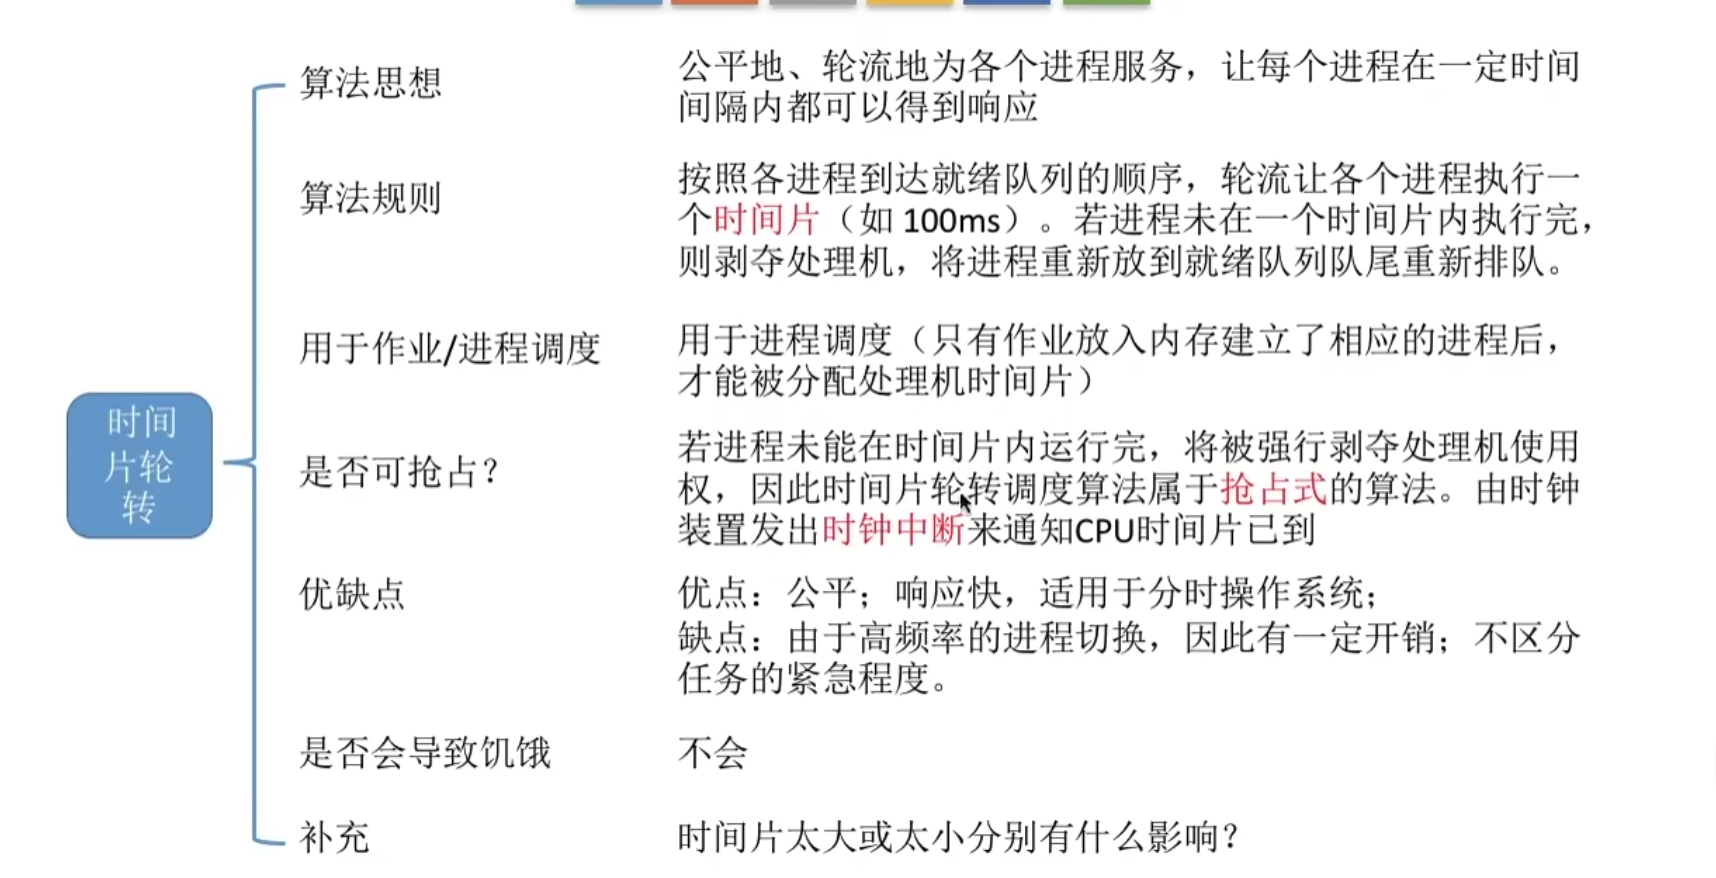 时间
片轮
转
算法思想
公平地、轮流地为各个进程服务，让每个进程在一定时间
间隔内都可以得到响应
算法规则
按照各进程到达就绪队列的顺序，轮流让各个进程执行一
个时间片（如 100ms）。若进程未在一个时间片内执行完，
则剥夺处理机，将进程重新放到就绪队列队尾重新排队。
用于作业/进程调度
用于进程调度（只有作业放入内存建立了相应的进程后，
才能被分配处理机时间片）
是否可抢占？
若进程未能在时间片内运行完，将被强行剥夺处理机使用
权，因此时间片轮转调度算法属于抢占式的算法。由时钟
装置发出时钟中断来通知CPU时间片已到
优缺点
优点：公平；响应快，适用于分时操作系统；
缺点：由于高频率的进程切换，因此有一定开销；不区分
任务的紧急程度。
是否会导致饥饿
不会
补充
时间片太大或太小分别有什么影响？